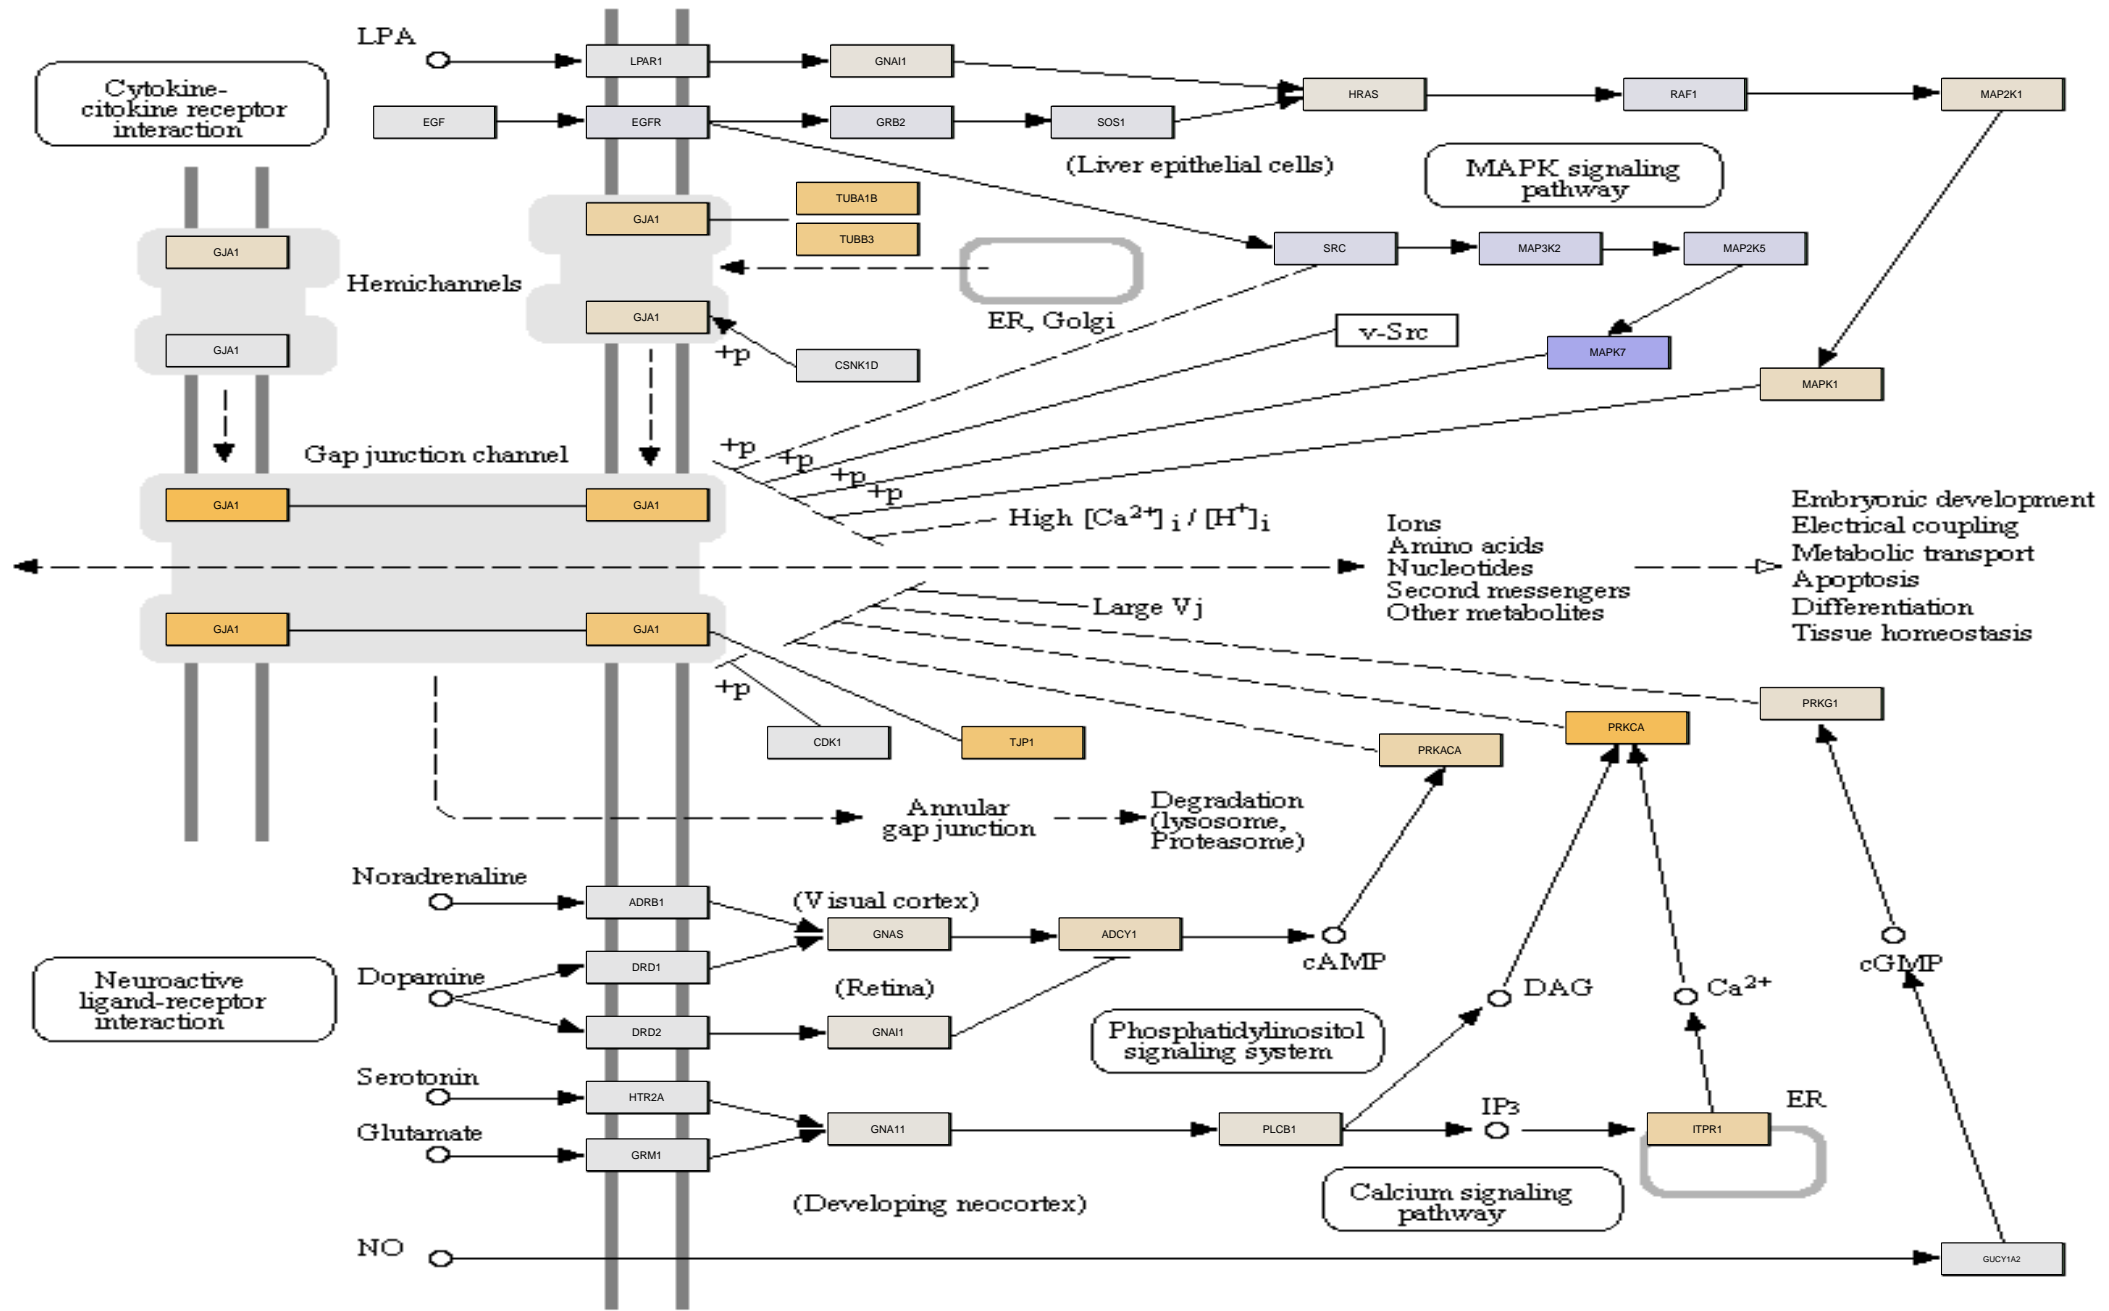 LPA
LPAR1
GNAI1
HRAS
RAF1
MAP2K1
Cytokine-
citokine receptor
interaction
EGF
EGFR
GRB2
SOS1
(Liver epithelial cells)
MAPK signaling
pathway
GJA1
TUBA1B
TUBB3
GJA1
SRC
MAP3K2
MAP2K5
Hemichannels
GJA1
ER, Golgi
v-Src
GJA1
+p
CSNK1D
MAPK7
MAPK1
Gap junction channel
+p
+p
+p
+p
GJA1
GJA1
High [Ca2+] i / [H+]i
Ions
Amino acids
Nucleotides
Second messengers
Other metabolites
Embryonic development
Electrical coupling
Metabolic transport
Apoptosis
Differentiation
Tissue homeostasis
Large Vj
GJA1
GJA1
+p
CDK1
TJP1
PRKACA
PRKCA
PRKG1
Annular
gap junction
Degradation
(lysosome,
Proteasome)
Noradrenaline
ADRB1
(Visual cortex)
GNAS
ADCY1
cAMP
cGMP
Neuroactive
ligand-receptor
interaction
Dopamine
DRD1
(Retina)
DAG
Ca2+
DRD2
GNAI1
Phosphatidylinositol
signaling system
Serotonin
HTR2A
Glutamate
GRM1
GNA11
PLCB1
IP3
ITPR1
ER
(Developing neocortex)
Calcium signaling
pathway
NO
GUCY1A2